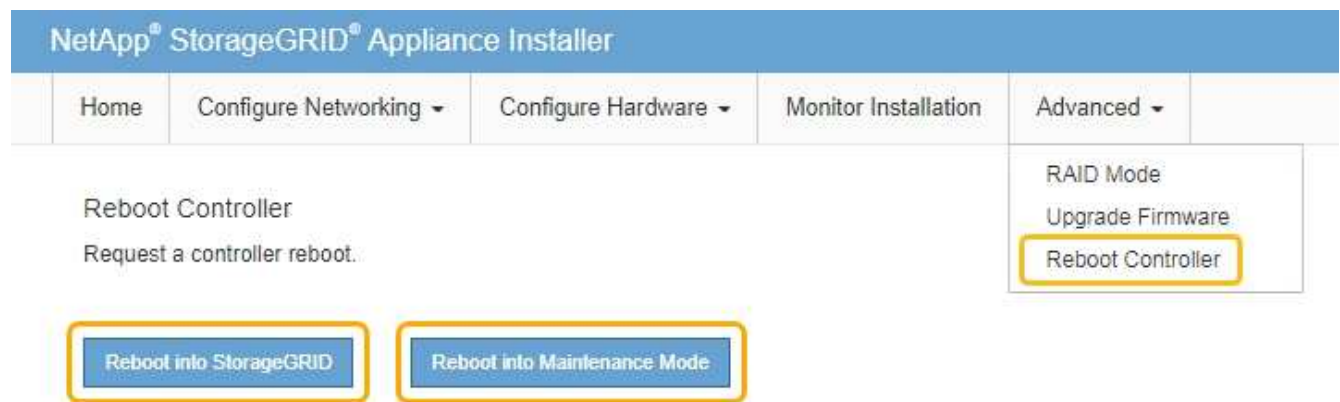 NetApp® StorageGRID® Appliance Installer
Home Configure Networking Configure Hardware Monitor Installation Advanced
RAID Mode
Upgrade Firmware
Reboot Controller
Reboot Controller
Request a controller reboot.
Reboot into StorageGRID Reboot into Maintenance Mode